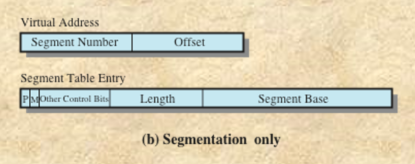 Virtual Address
Segment Number Offset
Segment Table Entry
P M Other Control Bits Length Segment Base
(b) Segmentation only